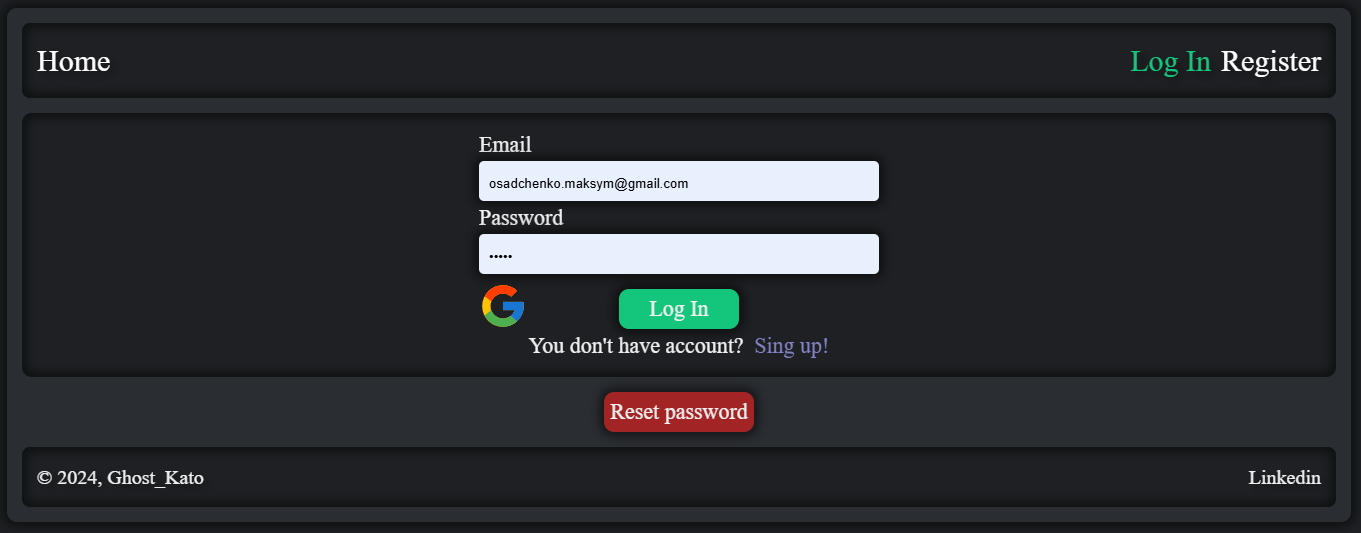 Home Log In Register
Email
osadchenko.maksym@gmail.com
Password
•••••
Log In
You don't have account? Sing up!
Reset password
© 2024, Ghost_Kato Linkedin